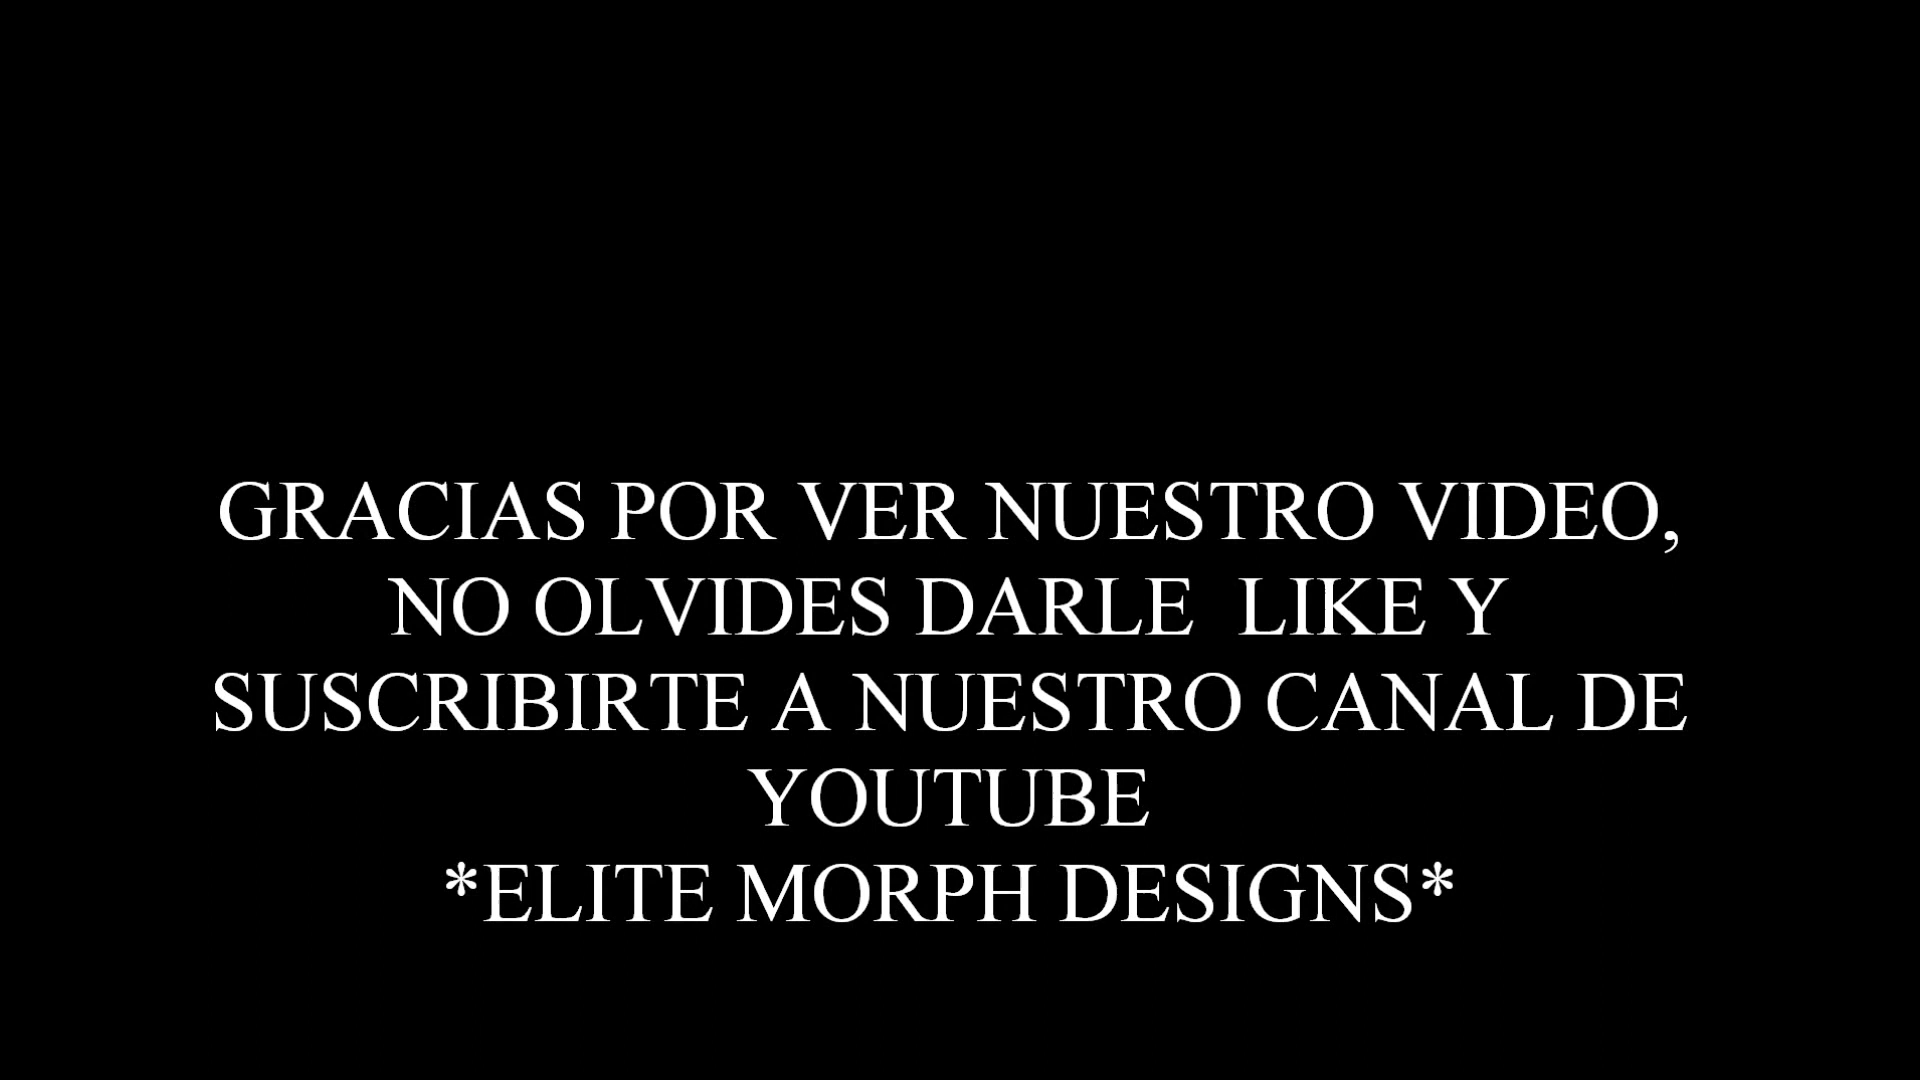 GRACIAS POR VER NUESTRO VIDEO,
NO OLVIDES DARLE  LIKE Y
SUSCRIBIRTE A NUESTRO CANAL DE
YOUTUBE
*ELITE MORPH DESIGNS*